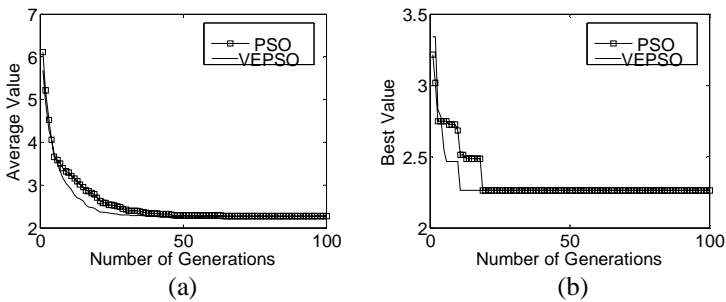 7
6
5
4
3
2
Average Value
PSO
VEPSO
0 50 100
Number of Generations
(a)
3.5
3
2.5
2
Best Value
PSO
VEPSO
0 50 100
Number of Generations
(b)